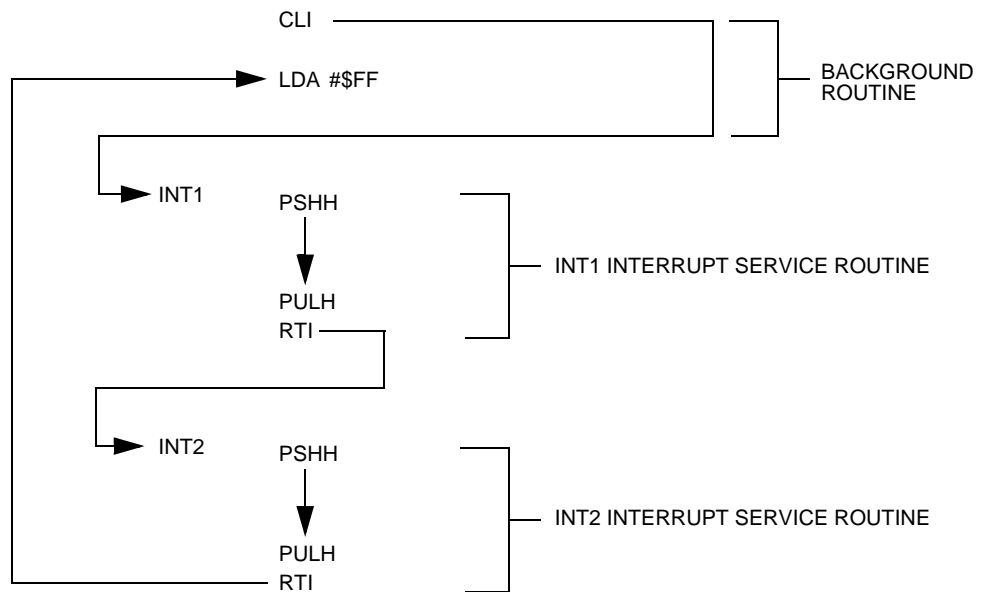 CLI
LDA #$FF
BACKGROUND
ROUTINE
INT1
PSHH
INT1 INTERRUPT SERVICE ROUTINE
PULH
RTI
INT2
PSHH
INT2 INTERRUPT SERVICE ROUTINE
PULH
RTI